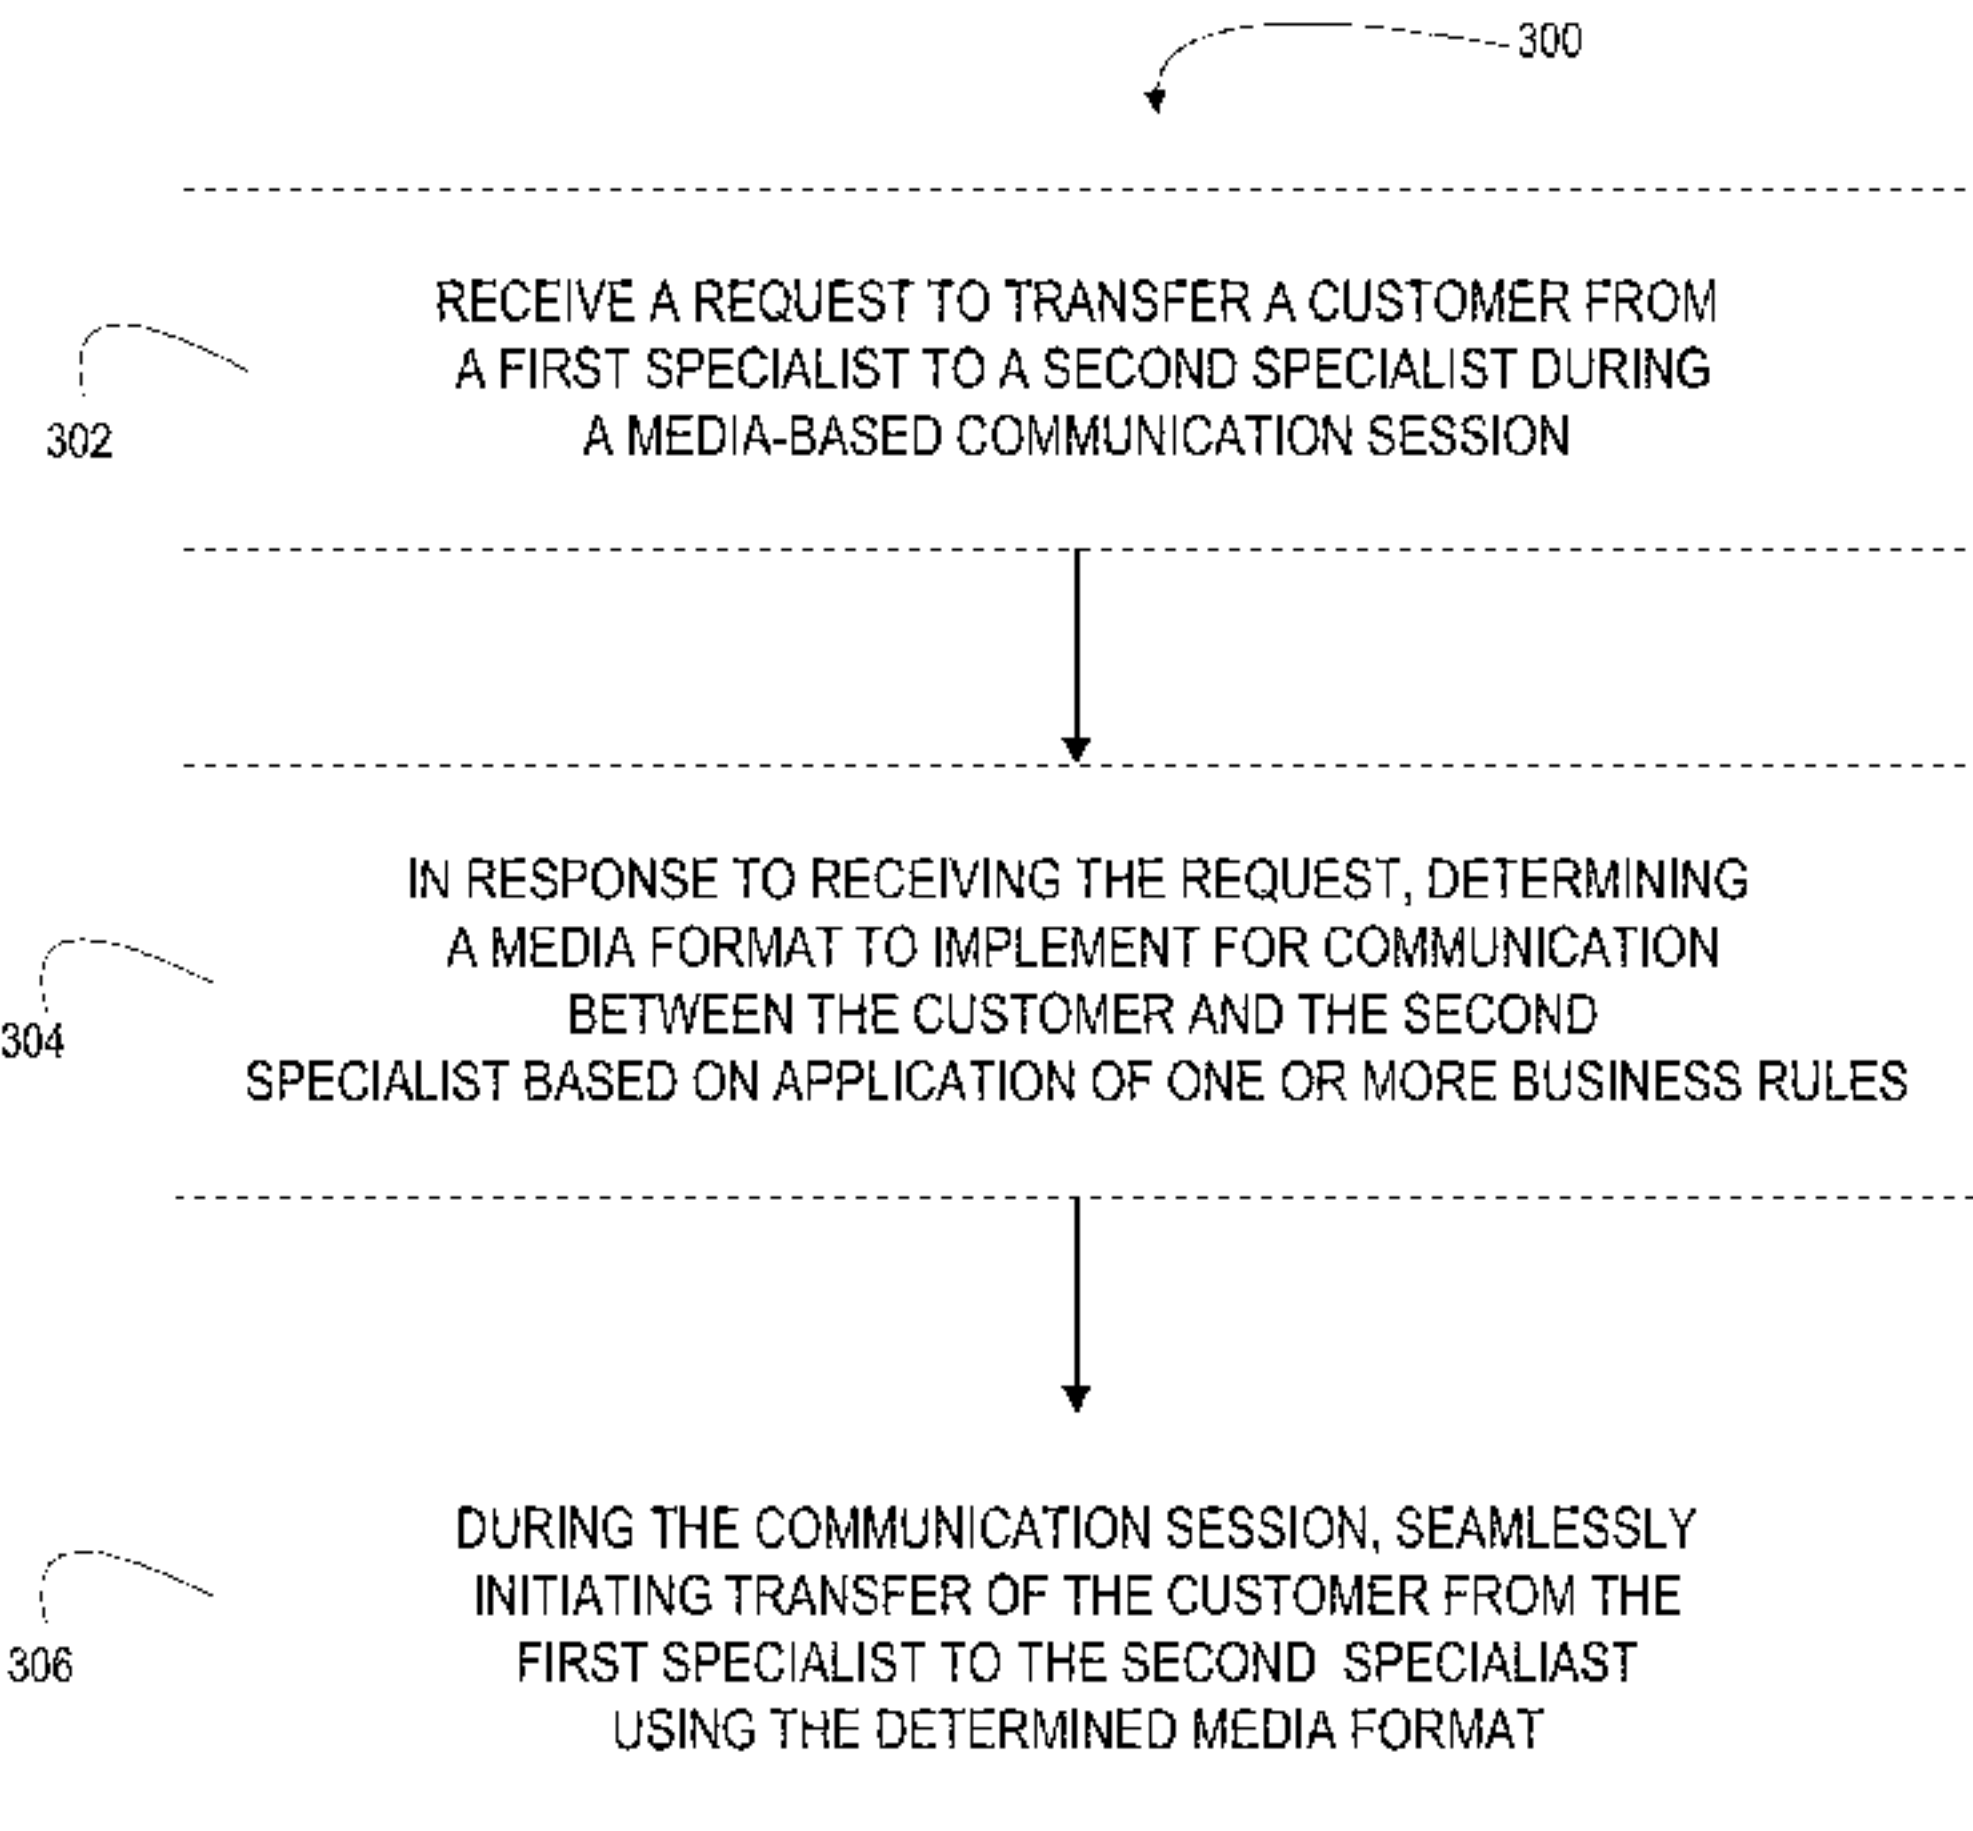 300
RECEIVE A REQUEST TO TRANSFER A CUSTOMER FROM
A FIRST SPECIALIST TO A SECOND SPECIALIST DURING
A MEDIA-BASED COMMUNICATION SESSION
302
IN RESPONSE TO RECEIVING THE REQUEST, DETERMINING
A MEDIA FORMAT TO IMPLEMENT FOR COMMUNICATION
BETWEEN THE CUSTOMER AND THE SECOND
SPECIALIST BASED ON APPLICATION OF ONE OR MORE BUSINESS RULES
304
DURING THE COMMUNICATION SESSION, SEAMLESSLY
INITIATING TRANSFER OF THE CUSTOMER FROM THE
FIRST SPECIALIST TO THE SECOND SPECIALIAST
USING THE DETERMINED MEDIA FORMAT
306